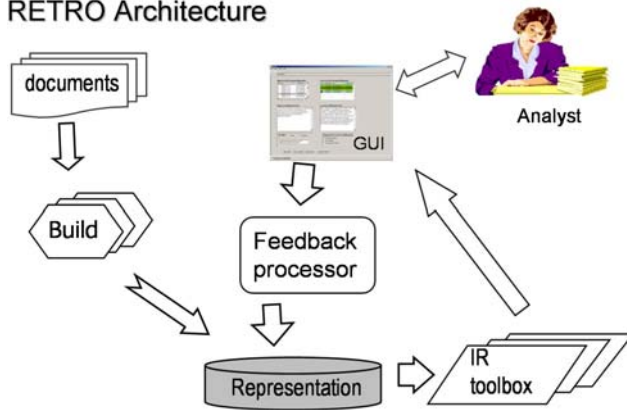 RETRO Architecture
documents
GUI
Analyst
Build
Feedback
processor
Representation
IR
toolbox